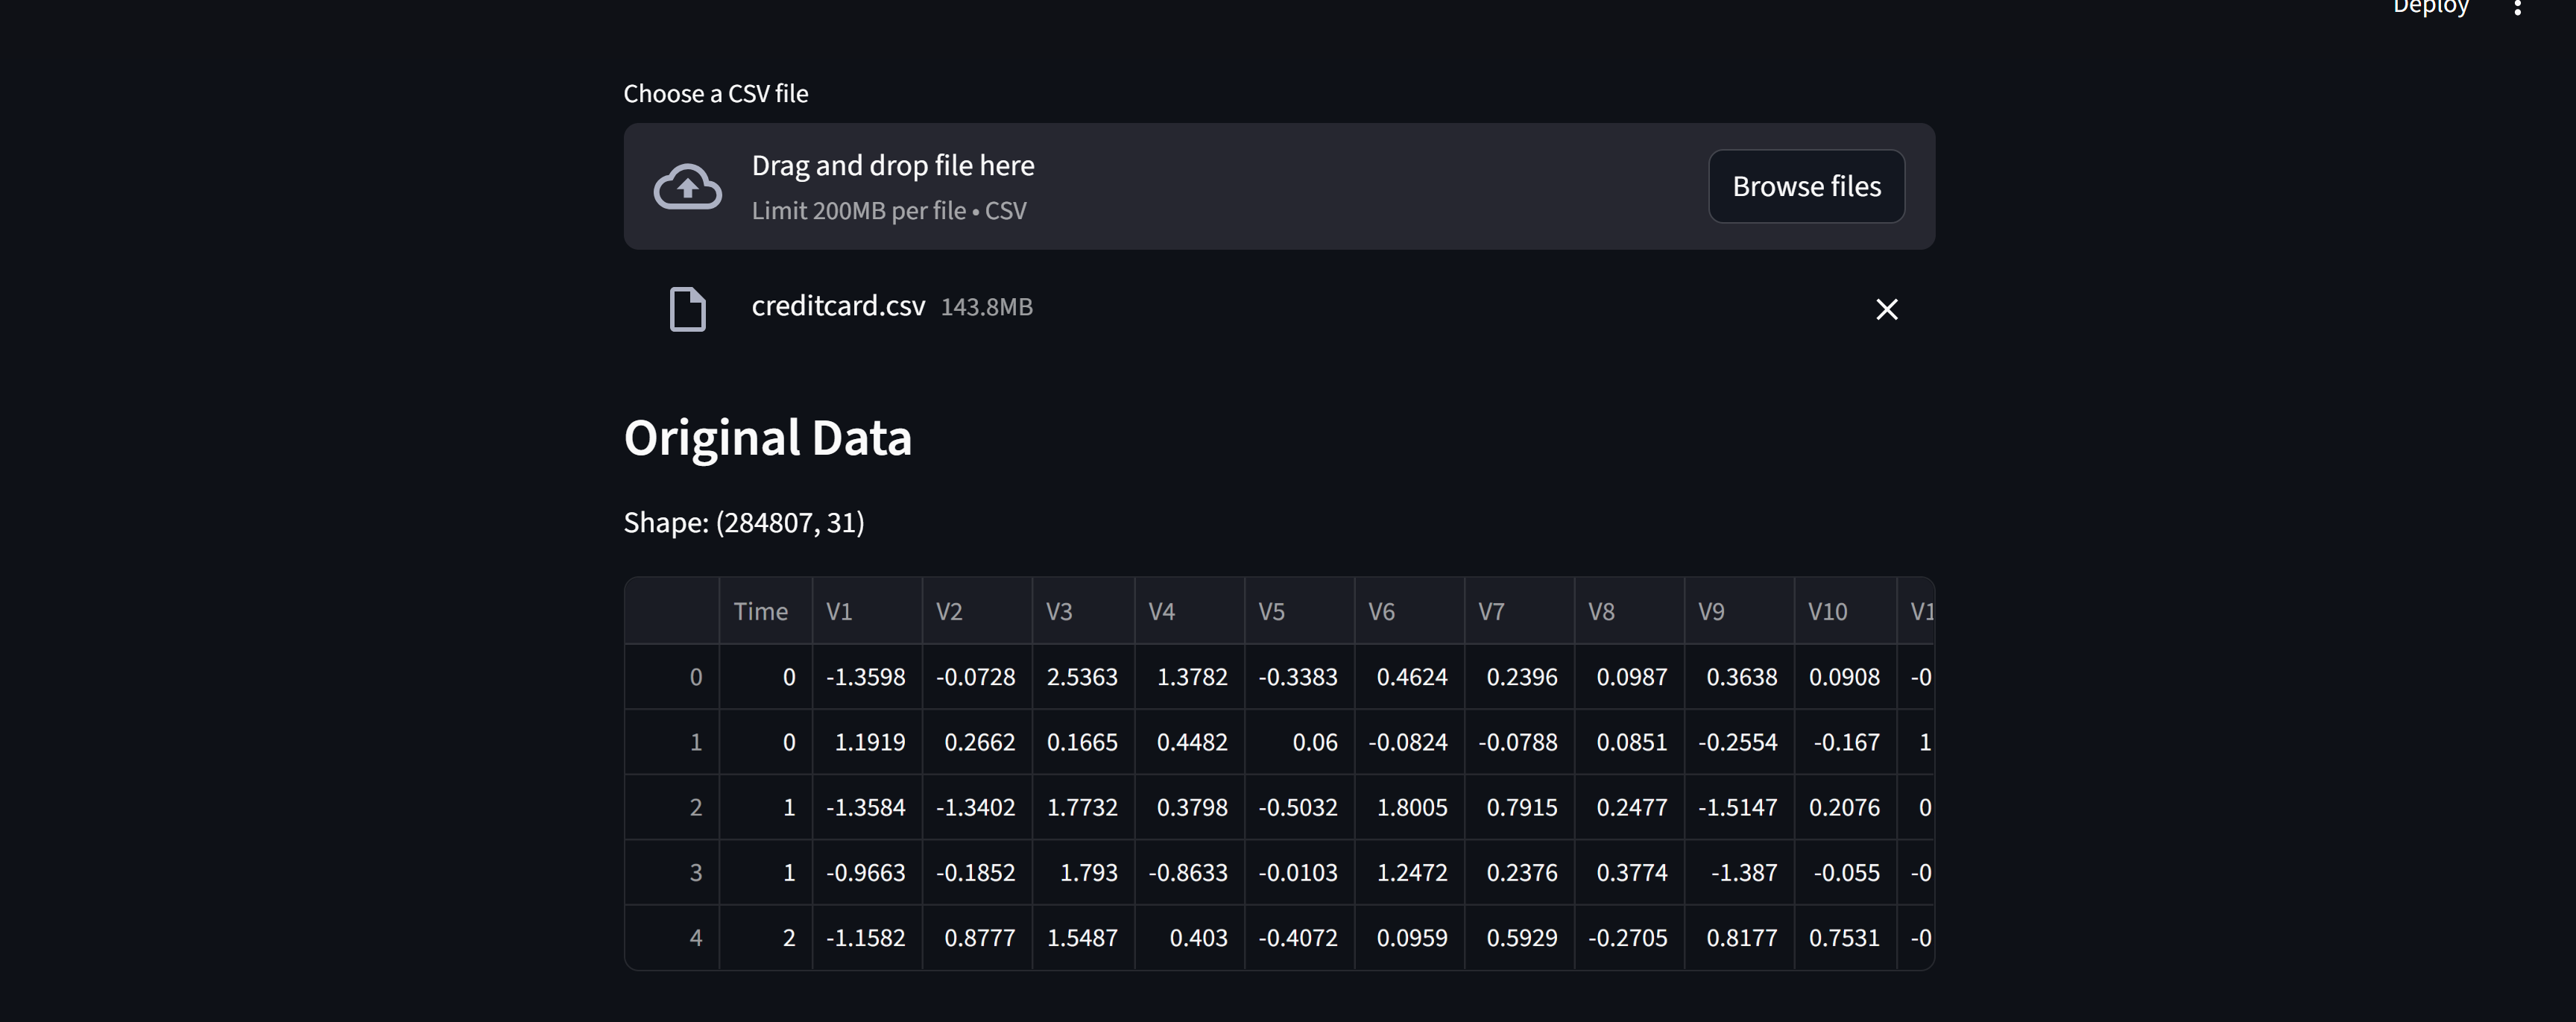 Deploy
Choose a CSV file
Drag and drop file here
Limit 200MB per file • CSV
Browse files
creditcard.csv 143.8MB
Original Data
Shape: (284807, 31)
Time V1 V2 V3 V4 V5 V6 V7 V8 V9 V10 V1
0 0 -1.3598 -0.0728 2.5363 1.3782 -0.3383 0.4624 0.2396 0.0987 0.3638 0.0908 -0
1 0 1.1919 0.2662 0.1665 0.4482 0.06 -0.0824 -0.0788 0.0851 -0.2554 -0.167 1
2 1 -1.3584 -1.3402 1.7732 0.3798 -0.5032 1.8005 0.7915 0.2477 -1.5147 0.2076 0
3 1 -0.9663 -0.1852 1.793 -0.8633 -0.0103 1.2472 0.2376 0.3774 -1.387 -0.055 -0
4 2 -1.1582 0.8777 1.5487 0.403 -0.4072 0.0959 0.5929 -0.2705 0.8177 0.7531 -0